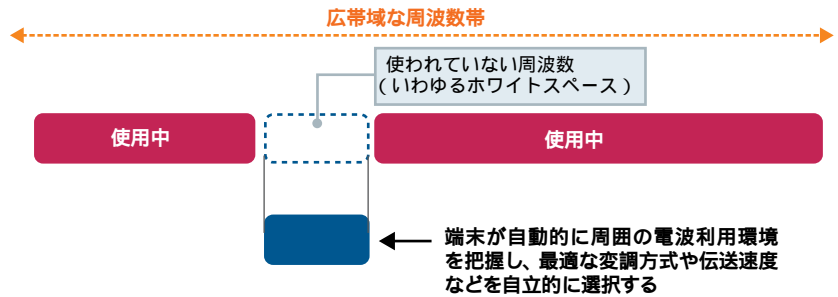 広帯域な周波数帯
使われていない周波数
(いわゆるホワイトスペース)
使用中
使用中
端末が自動的に周囲の電波利用環境
を把握し、最適な変調方式や伝送速度
などを自立的に選択する